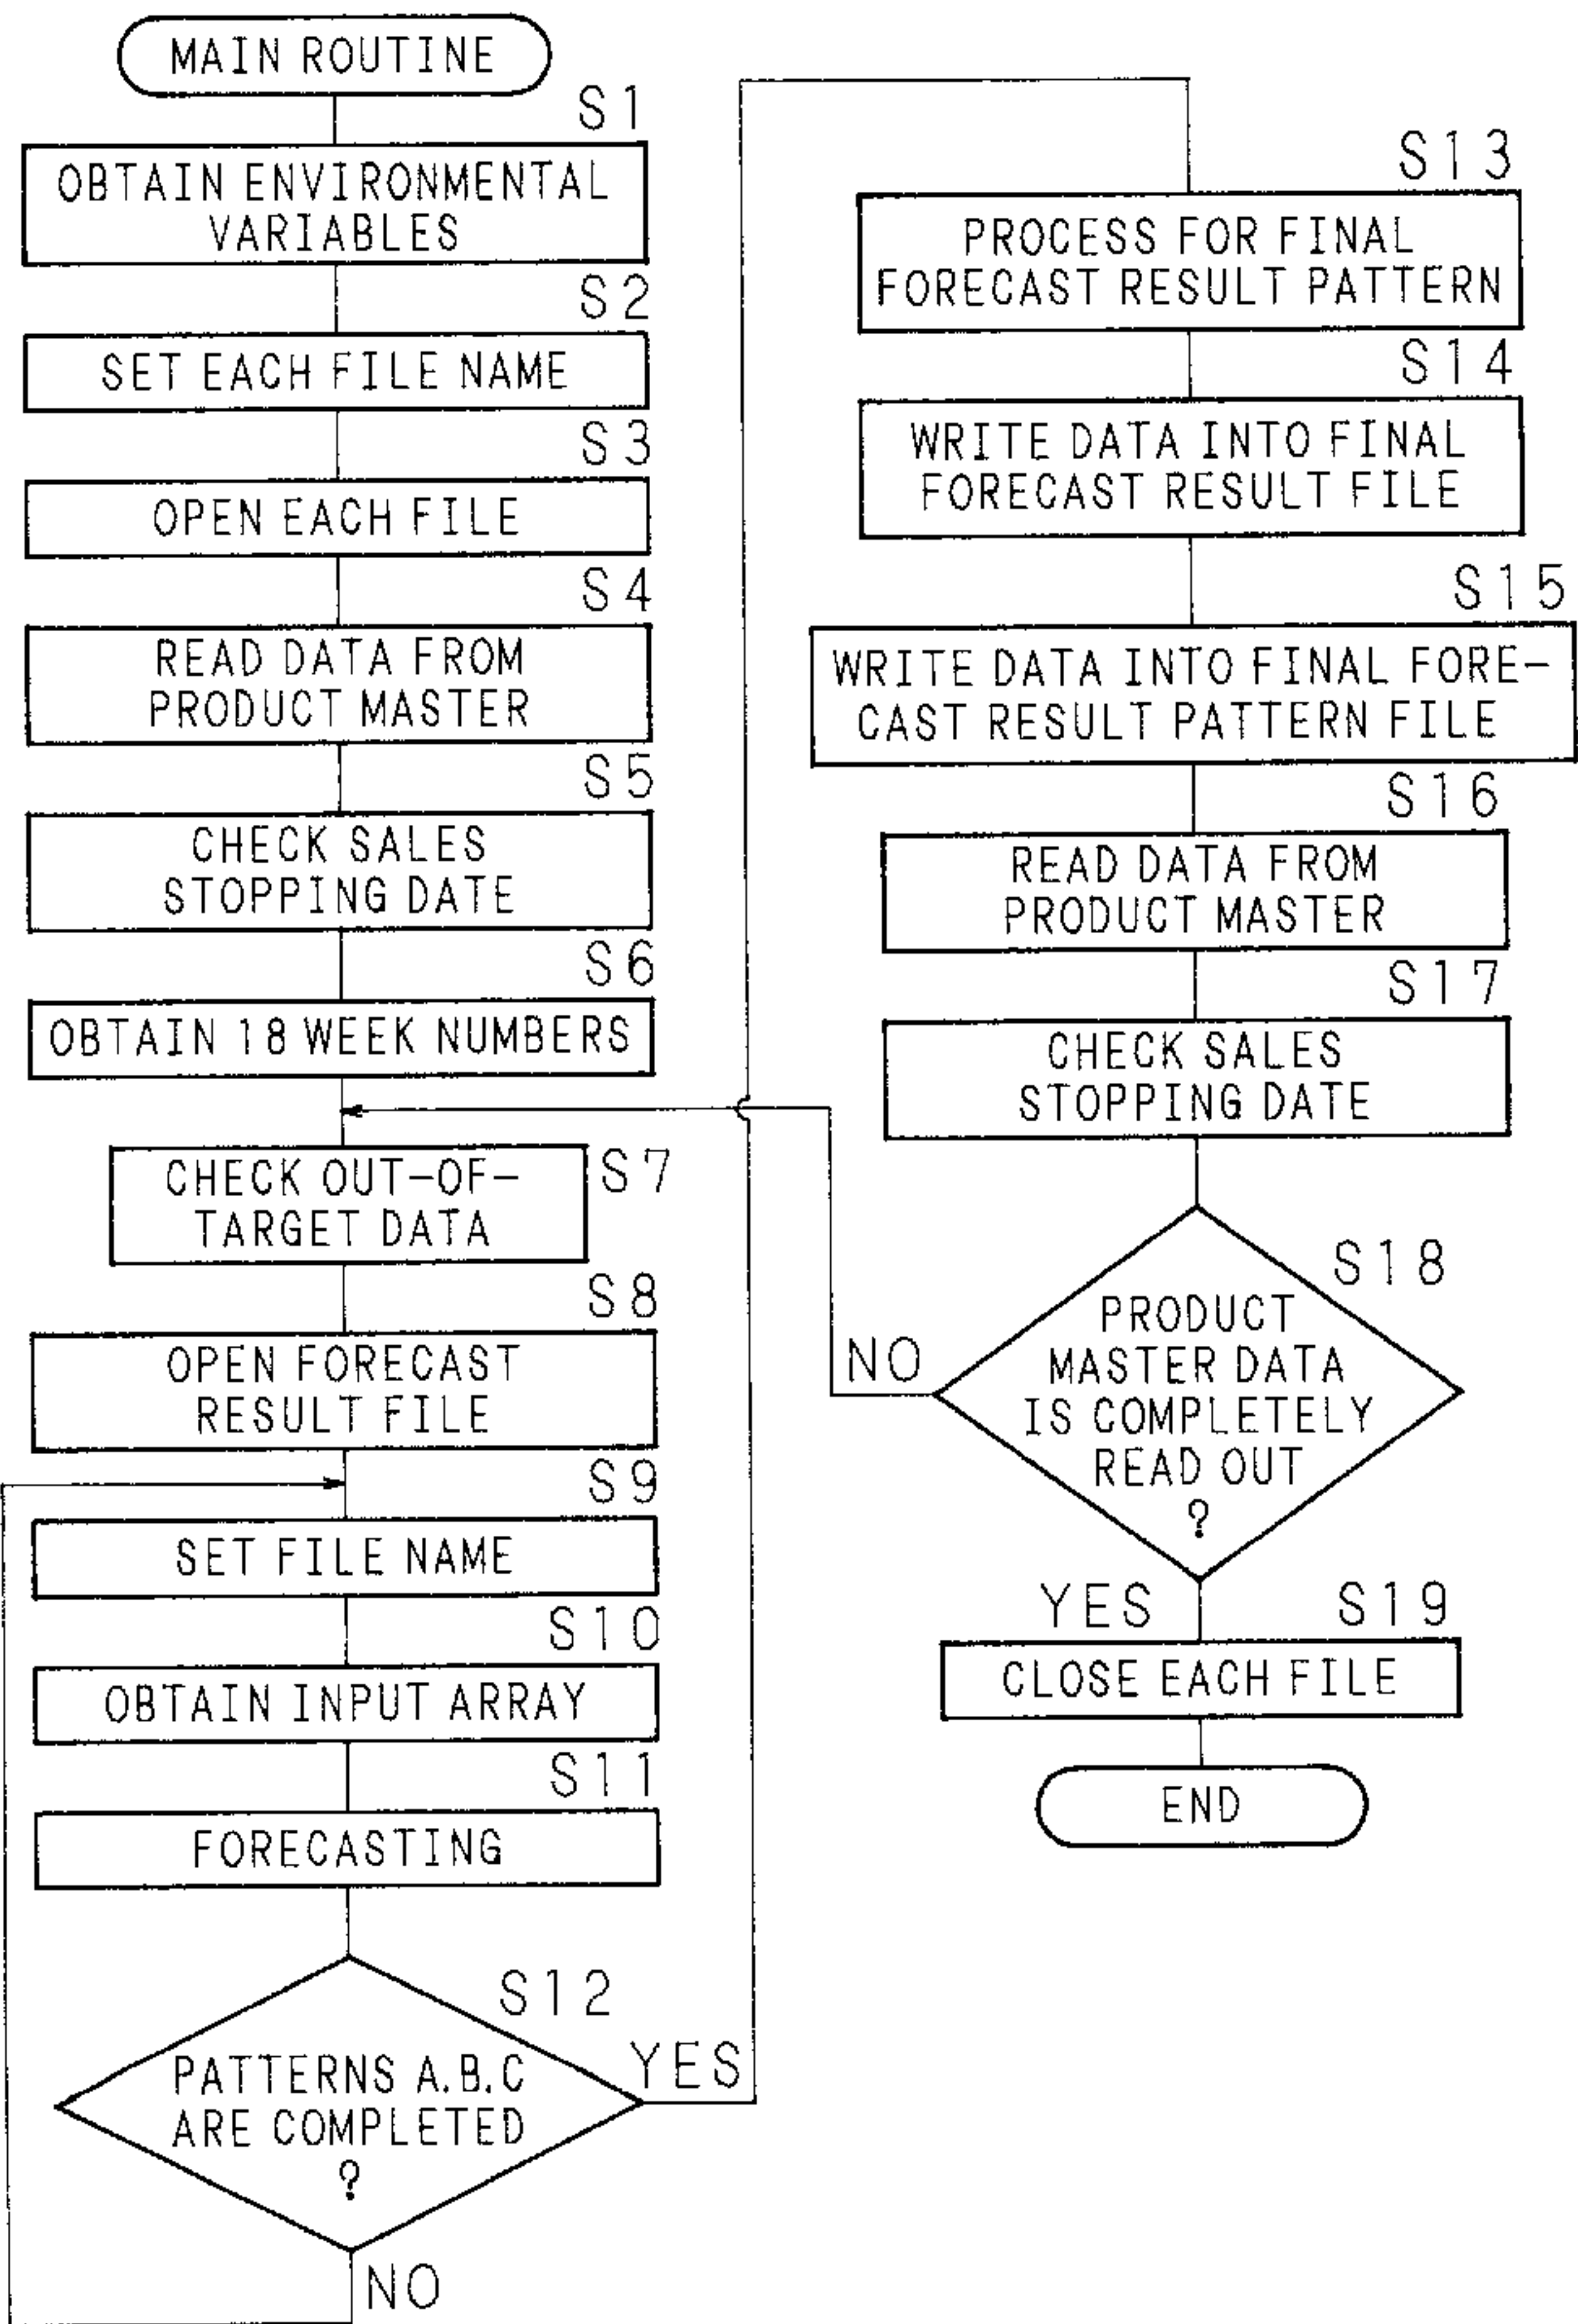 MAIN ROUTINE
S1
OBTAIN ENVIRONMENTAL
VARIABLES
S2
SET EACH FILE NAME
S3
OPEN EACH FILE
S4
READ DATA FROM
PRODUCT MASTER
S5
CHECK SALES
STOPPING DATE
S6
OBTAIN 18 WEEK NUMBERS
S7
CHECK OUT-OF-
TARGET DATA
S8
OPEN FORECAST
RESULT FILE
S9
SET FILE NAME
S10
OBTAIN INPUT ARRAY
S11
FORECASTING
S12
PATTERNS A.B.C
ARE COMPLETED
?
YES
NO
S13
PROCESS FOR FINAL
FORECAST RESULT PATTERN
S14
WRITE DATA INTO FINAL
FORECAST RESULT FILE
S15
WRITE DATA INTO FINAL FORE-
CAST RESULT PATTERN FILE
S16
READ DATA FROM
PRODUCT MASTER
S17
CHECK SALES
STOPPING DATE
S18
PRODUCT
MASTER DATA
IS COMPLETELY
READ OUT
?
NO
YES
S19
CLOSE EACH FILE
END